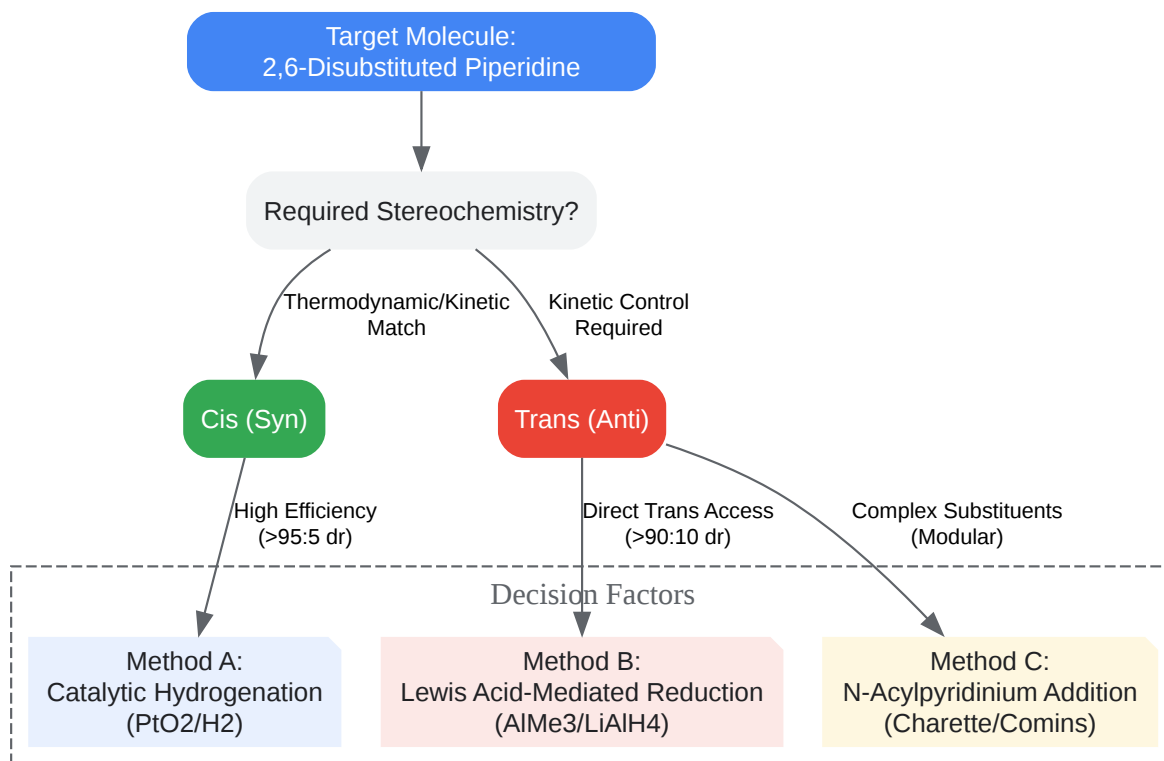 Target Molecule:
2,6-Disubstituted Piperidine
Required Stereochemistry?
Thermodynamic/Kinetic
Match
Kinetic Control
Required
Cis (Syn)
Trans (Anti)
High Efficiency
(>95:5 dr)
Direct Trans Access
(>90:10 dr)
Complex Substituents
(Modular)
Decision Factors
Method A:
Catalytic Hydrogenation
(PtO2/H2)
Method B:
Lewis Acid-Mediated Reduction
(AlMe3/LiAlH4)
Method C:
N-Acylpyridinium Addition
(Charette/Comins)